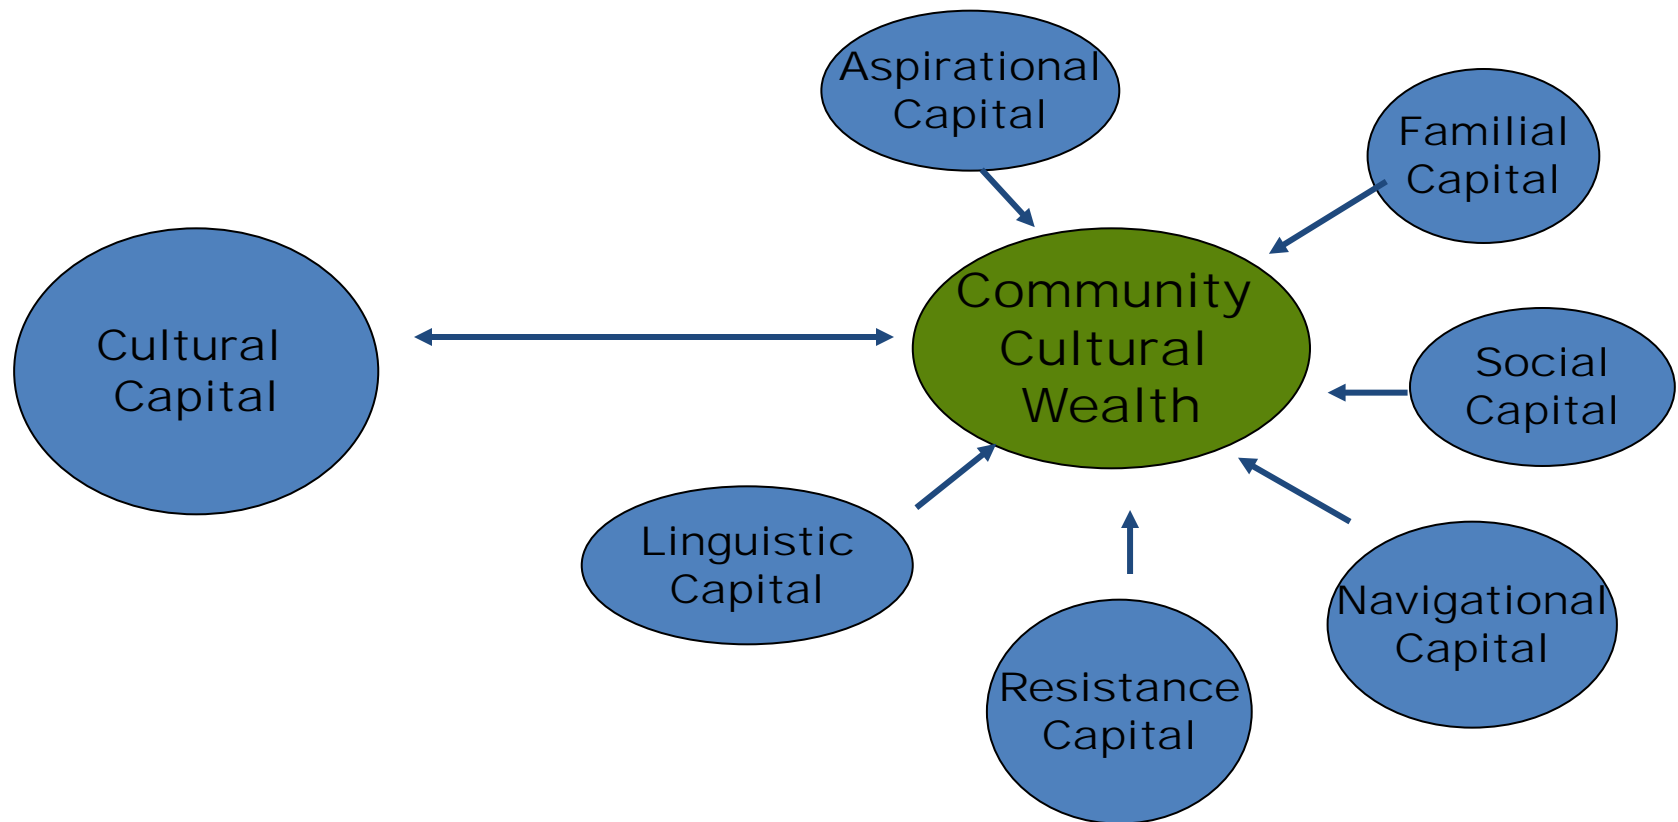 Aspirational
Capital
Familial
Capital
Cultural
Capital
Community
Cultural
Wealth
Social
Capital
Linguistic
Capital
Navigational
Capital
Resistance
Capital